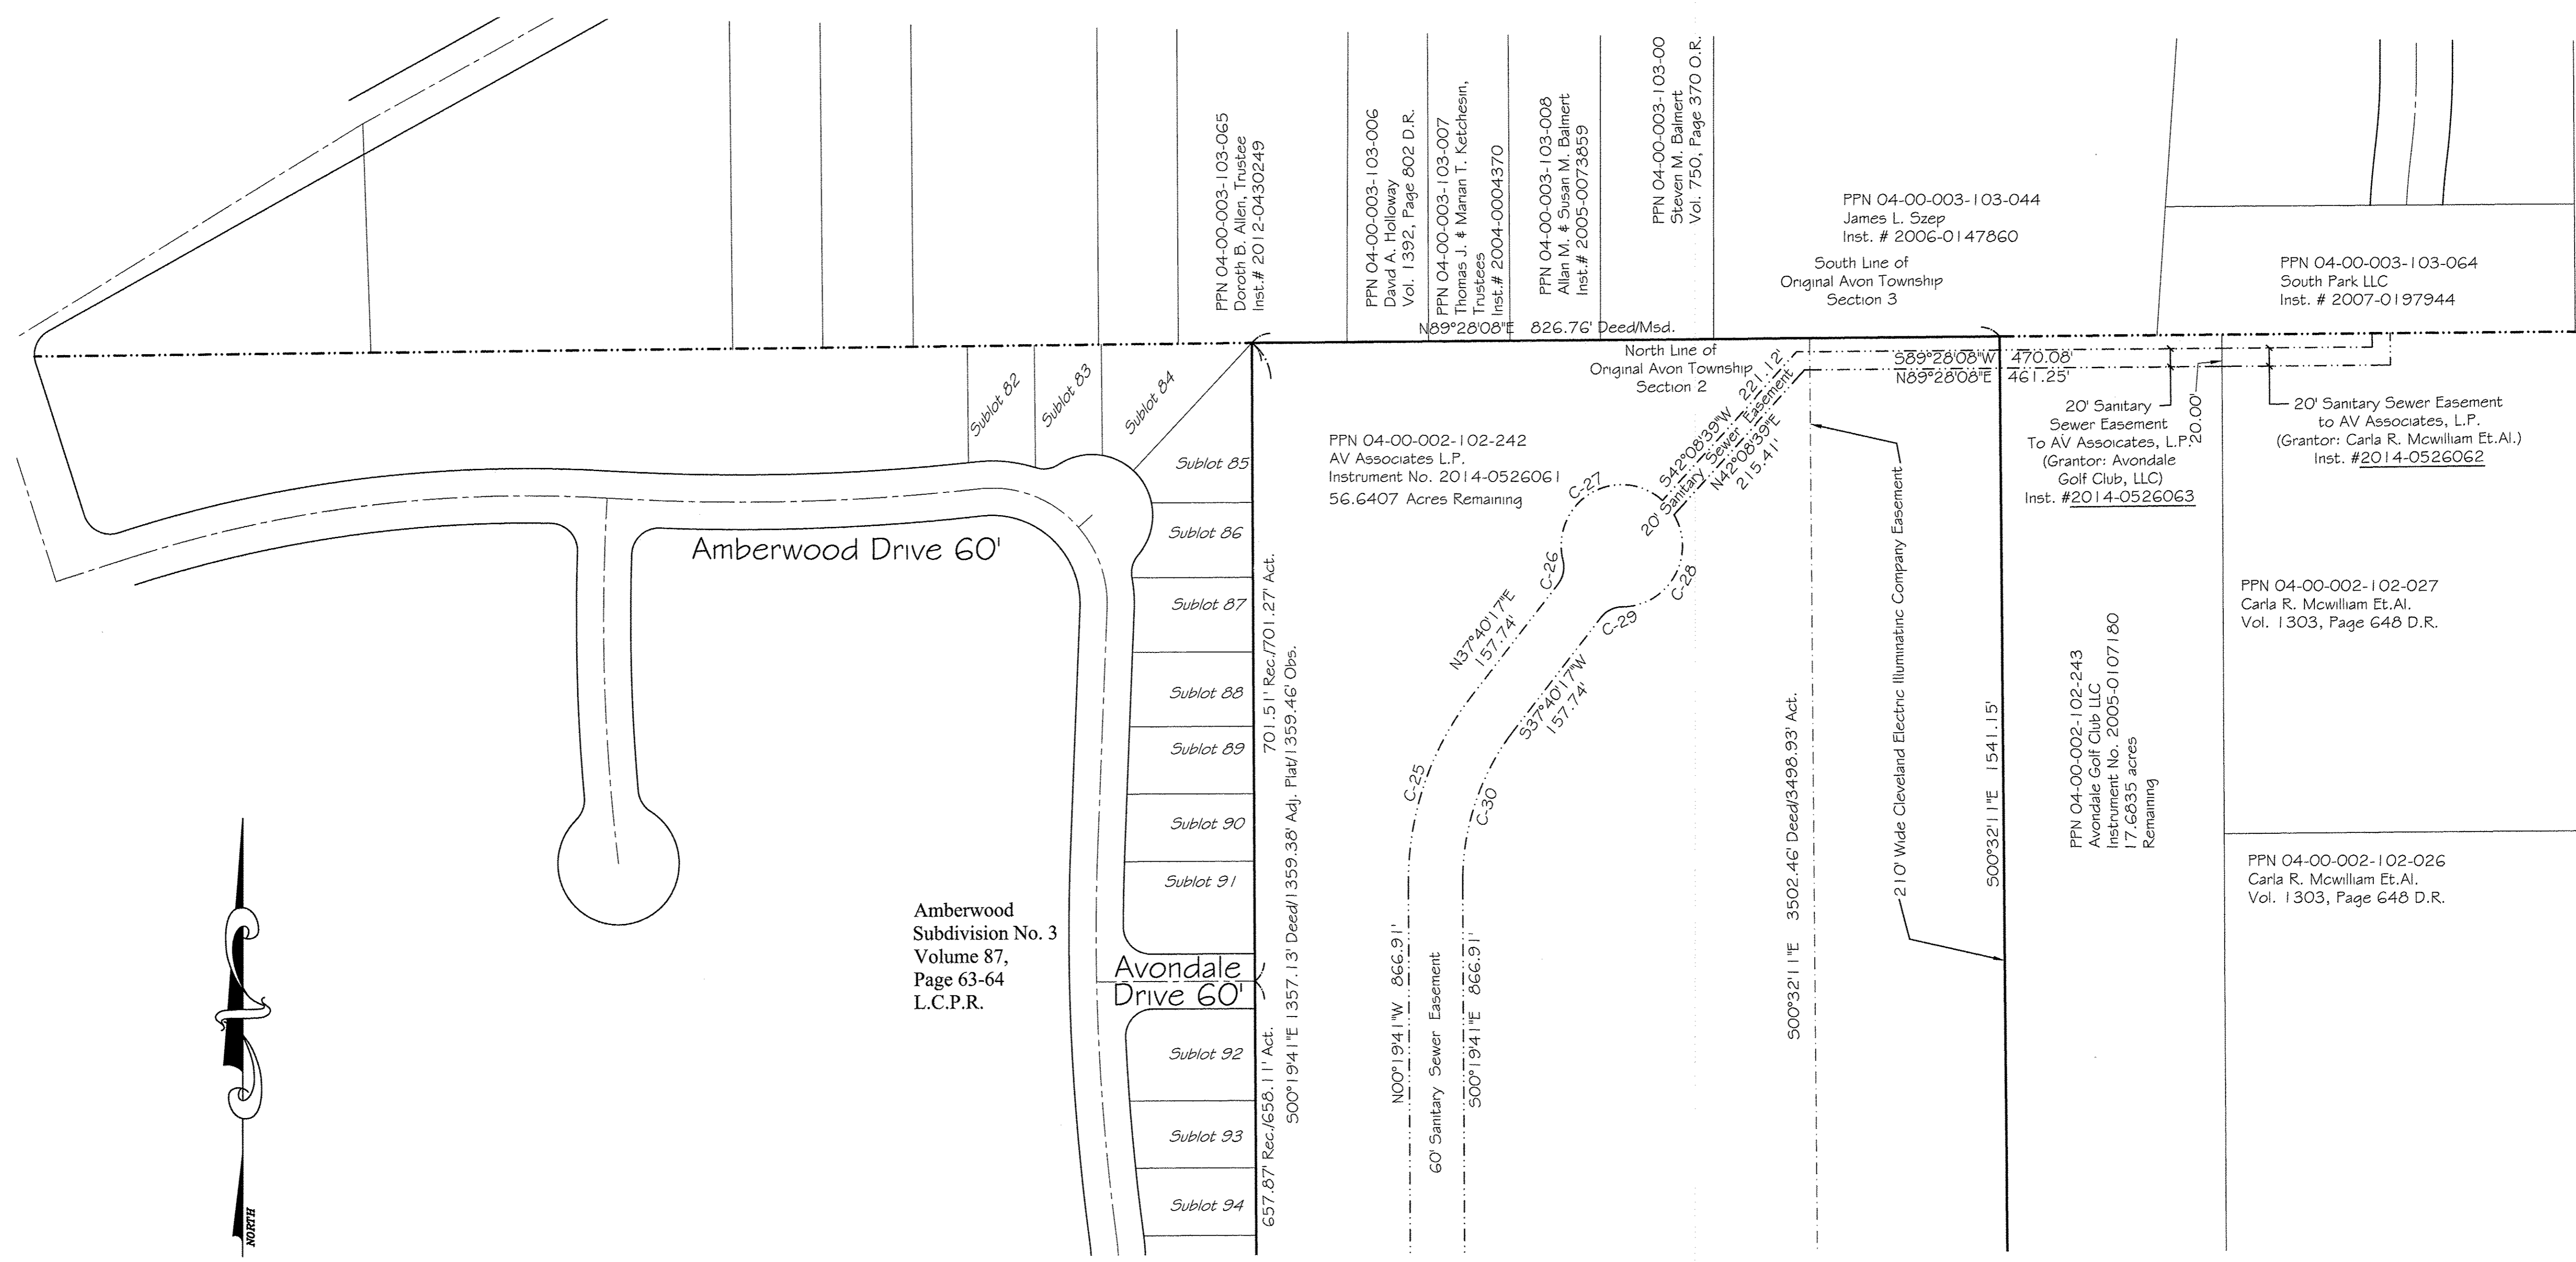 PPN 04-00-003-103-065
Doroth B. Allen, Trustee
Inst.# 2012-0430249
PPN 04-00-003-103-006
David A. Holloway
Vol. 1392, Page 802 D.R.
PPN 04-00-003-103-007
Thomas J. & Marian T. Ketchesin,
Trustees
Inst.# 2004-0004370
PPN 04-00-003-103-008
Allan M. & Susan M. Balmert
Inst.# 2005-0073859
PPN 04-00-003-103-00
Steven M. Balmert
Vol. 750, Page 370 O.R.
PPN 04-00-003-103-044
James L. Szep
Inst. # 2006-0147860
South Line of
Original Avon Township
Section 3
PPN 04-00-003-103-064
South Park LLC
Inst. # 2007-0197944
N89°28'08"E 826.76' Deed/Msd.
North Line of
Original Avon Township
Section 2
S89°28'08"W 470.08'
N89°28'08"E 461.25'
20' Sanitary
Sewer Easement
To AV Assoicates, L.P.
(Grantor: Avondale
Golf Club, LLC)
Inst. #2014-0526063
20.00'
20' Sanitary Sewer Easement
to AV Associates, L.P.
(Grantor: Carla R. Mcwilliam Et.Al.)
Inst. #2014-0526062
Sublot 82
Sublot 83
Sublot 84
Sublot 85
Sublot 86
Sublot 87
Sublot 88
Sublot 89
Sublot 90
Sublot 91
Sublot 92
Sublot 93
Sublot 94
Amberwood Drive 60'
Avondale
Drive 60'
Amberwood
Subdivision No. 3
Volume 87,
Page 63-64
L.C.P.R.
NORTH
701.51' Rec./701.27' Act.
657.87' Rec./658.11' Act.
S00°19'41"E 1357.13' Deed/1359.38' Adj. Plat/1359.46' Obs.
PPN 04-00-002-102-242
AV Associates L.P.
Instrument No. 2014-0526061
56.6407 Acres Remaining
S42°08'39"W 221.12'
20' Sanitary Sewer Easement
N42°08'39"E
215.41'
C-27
C-26
C-28
C-29
N37°40'17"E
157.74'
S37°40'17"W
157.74'
C-25
C-30
N00°19'41"W 866.91'
60' Sanitary Sewer Easement
S00°19'41"E 866.91'
S00°32'11"E 3502.46' Deed/3498.93' Act.
210' Wide Cleveland Electric Illuminatinc Company Easement
S00°32'11"E 1541.15'
PPN 04-00-002-102-243
Avondale Golf Club LLC
Instrument No. 2005-0107180
17.6835 acres
Remaining
PPN 04-00-002-102-027
Carla R. Mcwilliam Et.Al.
Vol. 1303, Page 648 D.R.
PPN 04-00-002-102-026
Carla R. Mcwilliam Et.Al.
Vol. 1303, Page 648 D.R.